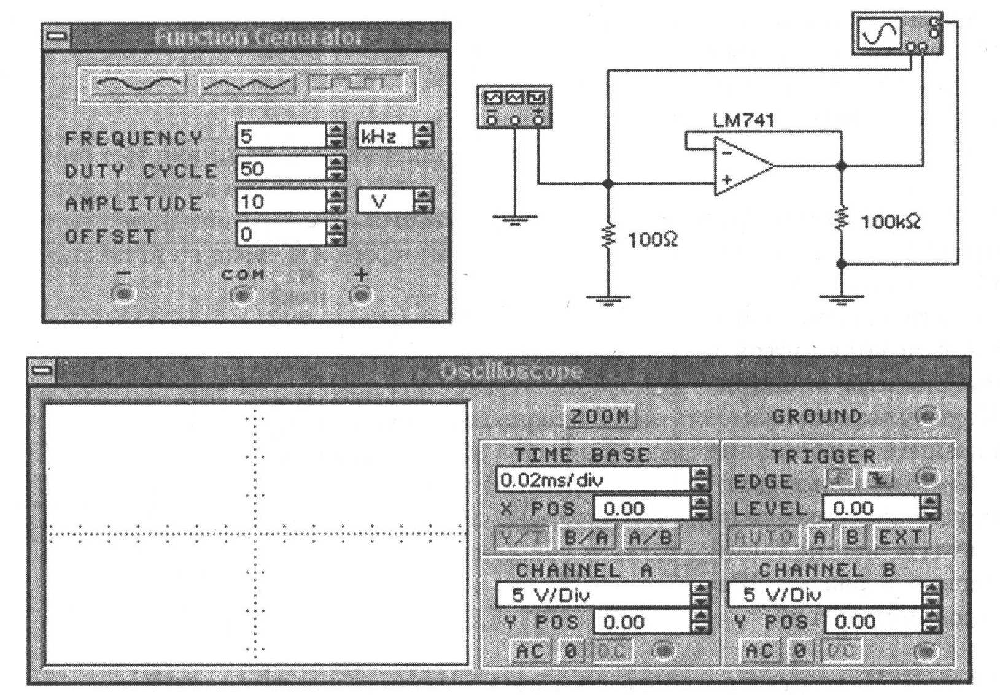 Function Generator
FREQUENCY 5 kHz
DUTY CYCLE 50
AMPLITUDE 10 V
OFFSET 0
− COM +
− +
LM741
−
+
100Ω
100kΩ
Oscilloscope
ZOOM GROUND
TIME BASE
0.02ms/div
X POS 0.00
Y/T B/A A/B
TRIGGER
EDGE
LEVEL 0.00
AUTO A B EXT
CHANNEL A
5 V/Div
Y POS 0.00
AC 0 DC
CHANNEL B
5 V/Div
Y POS 0.00
AC 0 DC